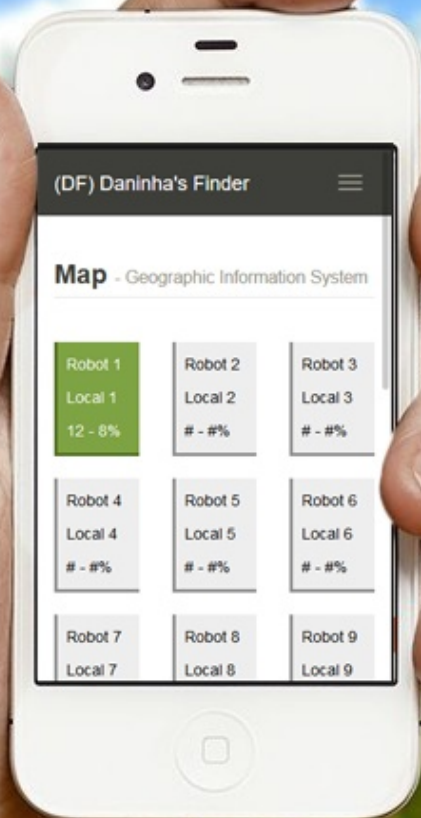 (DF) Daninha's Finder
Map - Geographic Information System
Robot 1
Local 1
12 - 8%
Robot 2
Local 2
# - #%
Robot 3
Local 3
# - #%
Robot 4
Local 4
# - #%
Robot 5
Local 5
# - #%
Robot 6
Local 6
# - #%
Robot 7
Local 7
Robot 8
Local 8
Robot 9
Local 9